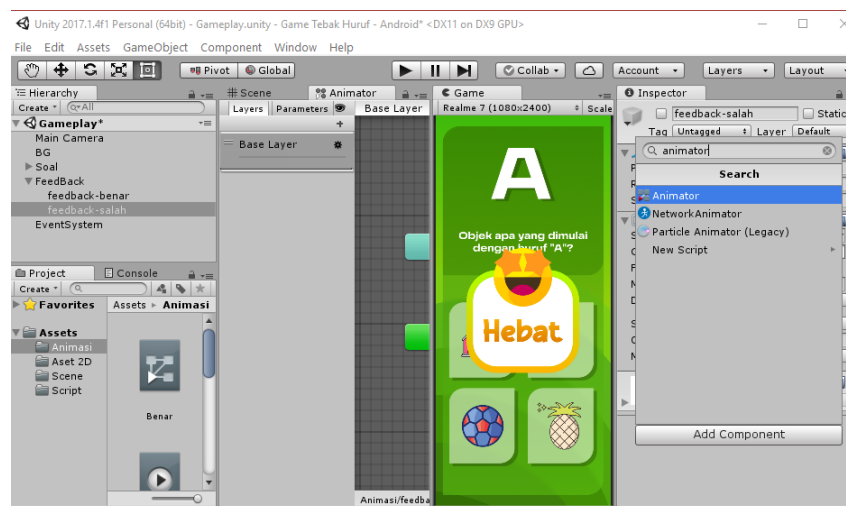 Unity 2017.1.4f1 Personal (64bit) - Gameplay.unity - Game Tebak Huruf - Android* <DX11 on DX9 GPU>
File Edit Assets GameObject Component Window Help
Pivot Global Collab Account Layers Layout
Hierarchy
Create All
Gameplay*
Main Camera
BG
Soal
FeedBack
feedback-benar
feedback-salah
EventSystem
Project Console
Create
Favorites
Assets
Animasi
Aset 2D
Scene
Script
Assets Animasi
Benar
Scene Animator
Layers Parameters Base Layer
Base Layer
Animasi/feedba
Game
Realme 7 (1080x2400) Scale
A
Objek apa yang dimulai
dengan huruf "A"?
Hebat
Inspector
feedback-salah Static
Tag Untagged Layer Default
animator
Search
Animator
NetworkAnimator
Particle Animator (Legacy)
New Script
Add Component